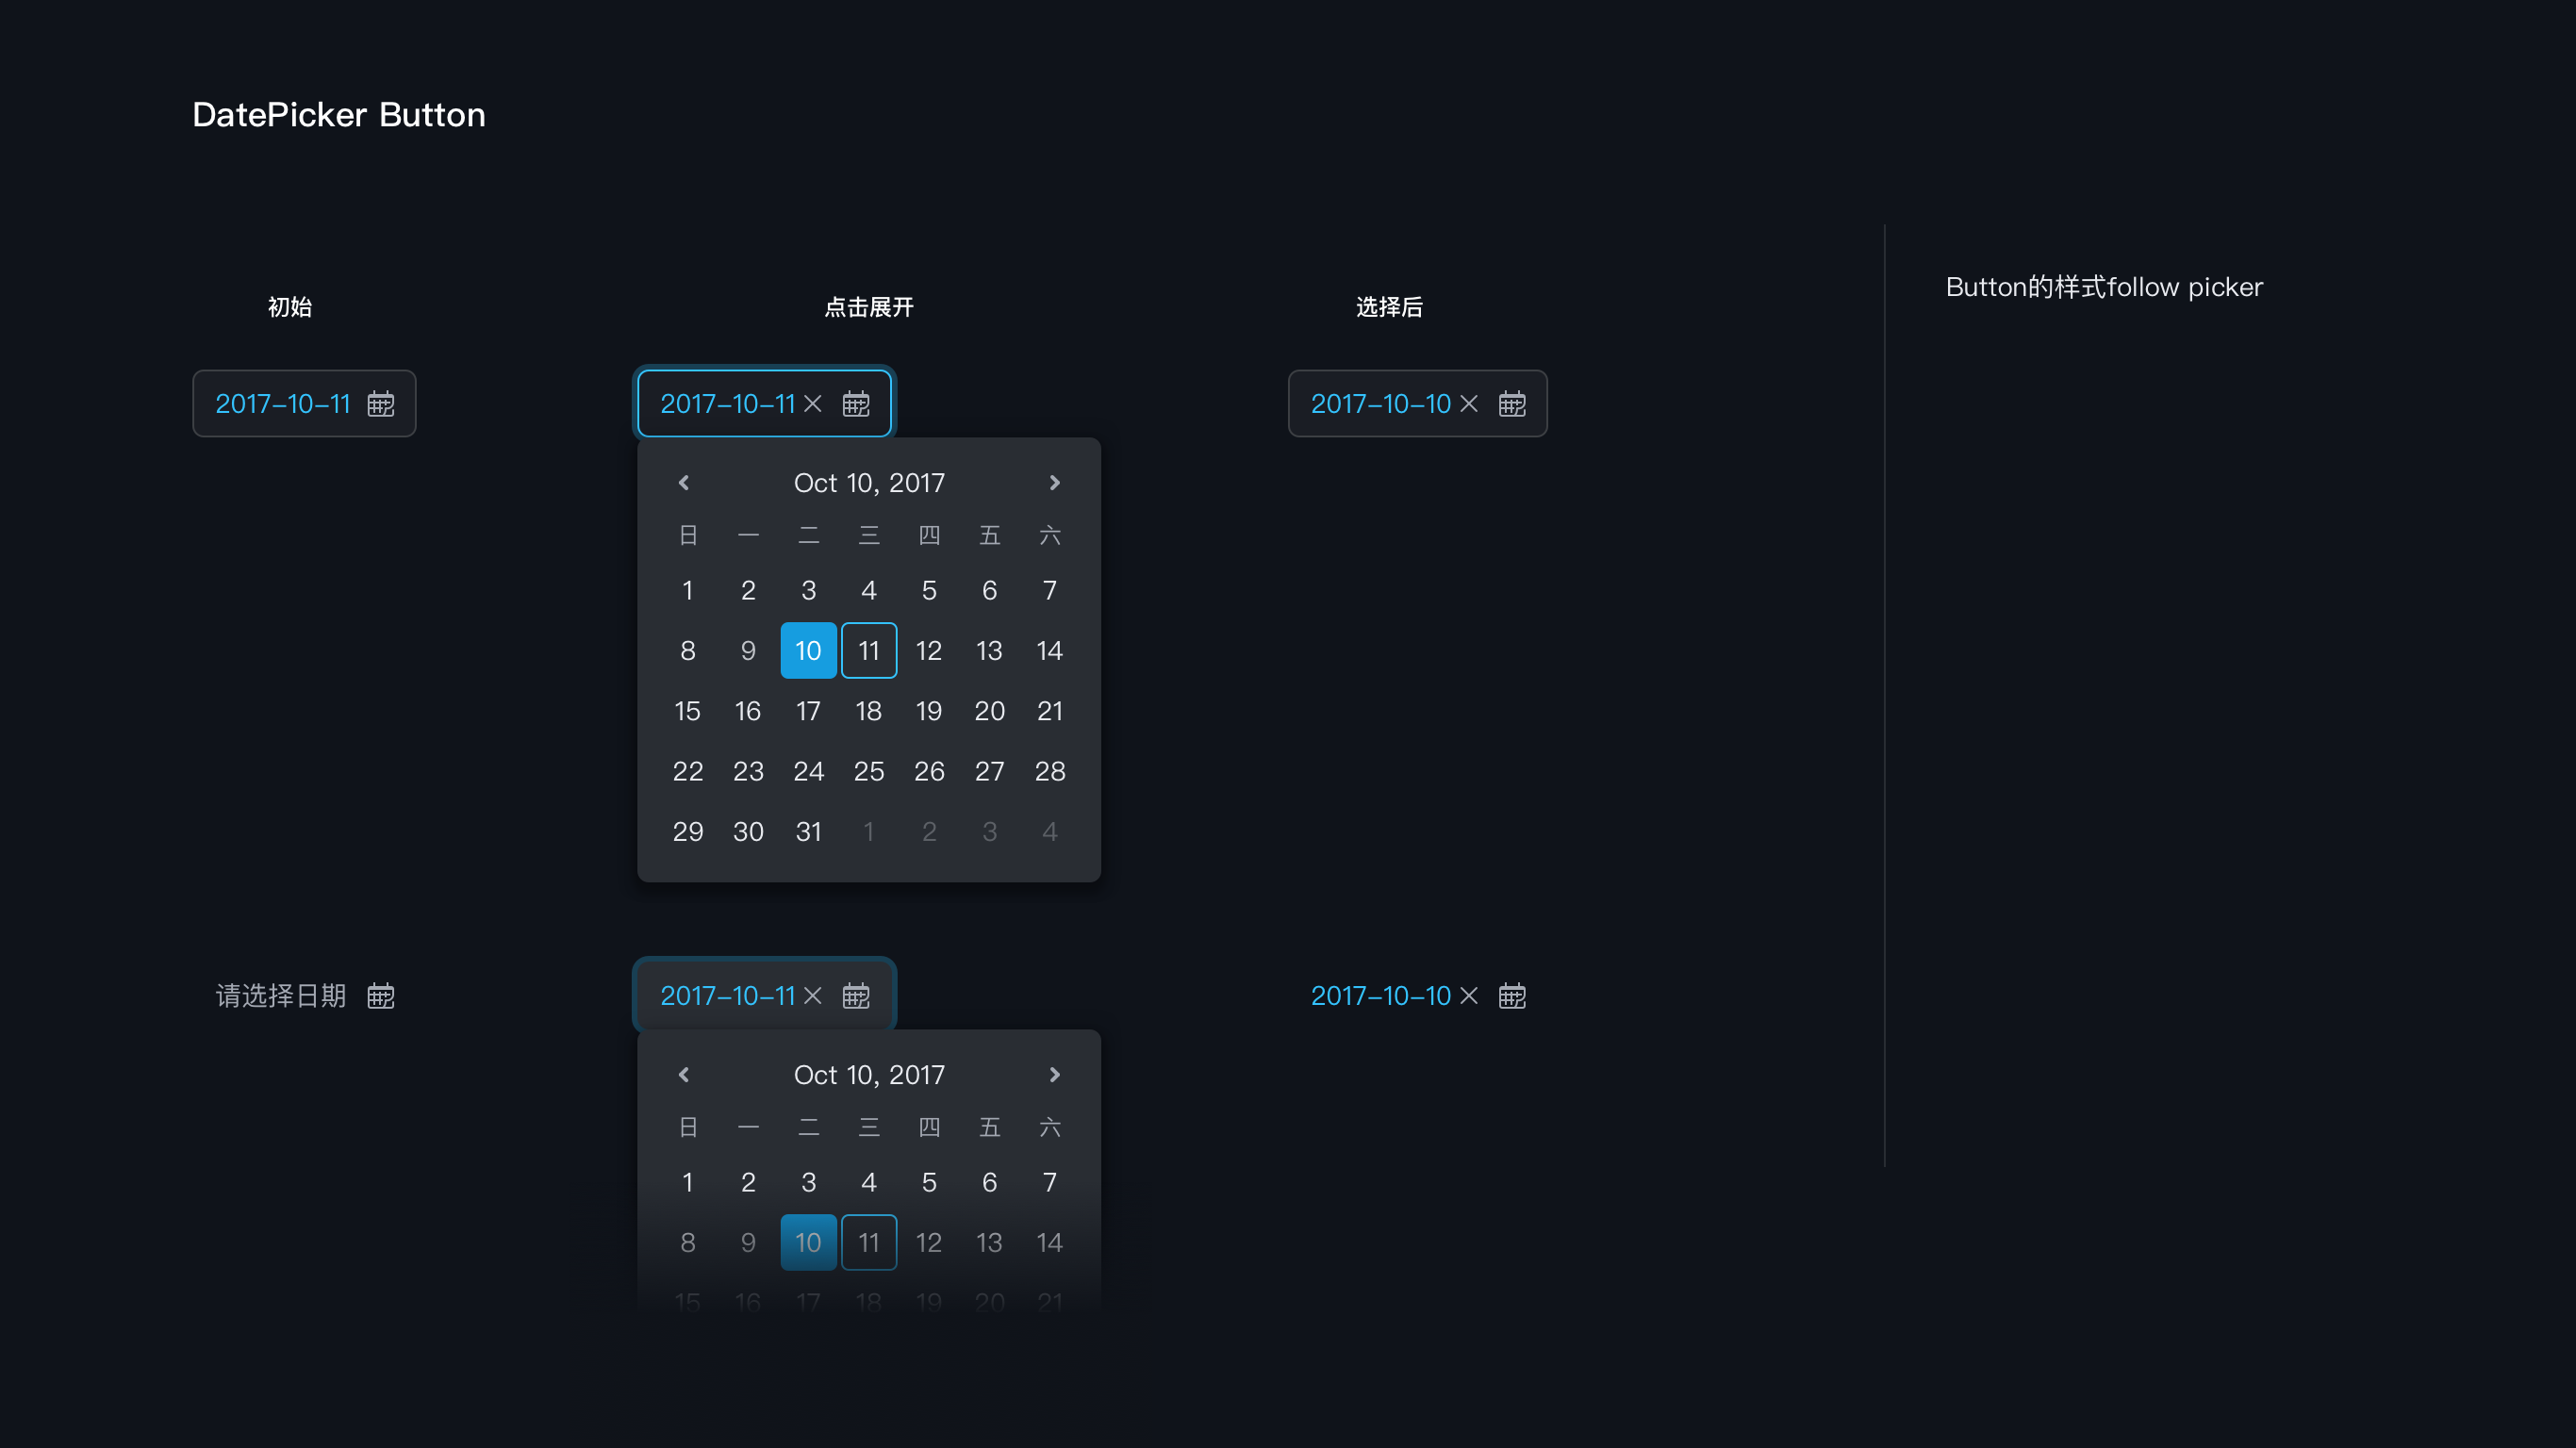 DatePicker Button
初始
点击展开
选择后
Button的样式follow picker
2017-10-11
2017-10-11
2017-10-10
Oct 10, 2017
日 一 二 三 四 五 六
1 2 3 4 5 6 7
8 9 10 11 12 13 14
15 16 17 18 19 20 21
22 23 24 25 26 27 28
29 30 31 1 2 3 4
请选择日期
2017-10-11
2017-10-10
Oct 10, 2017
日 一 二 三 四 五 六
1 2 3 4 5 6 7
8 9 10 11 12 13 14
15 16 17 18 19 20 21